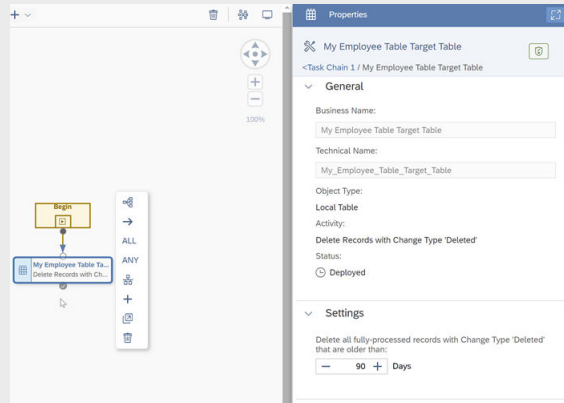 100%
Begin
My Employee Table Ta...
Delete Records with Ch...
ALL
ANY
Properties
My Employee Table Target Table
<Task Chain 1 / My Employee Table Target Table
General
Business Name:
My Employee Table Target Table
Technical Name:
My_Employee_Table_Target_Table
Object Type:
Local Table
Activity:
Delete Records with Change Type 'Deleted'
Status:
Deployed
Settings
Delete all fully-processed records with Change Type 'Deleted'
that are older than:
90 Days